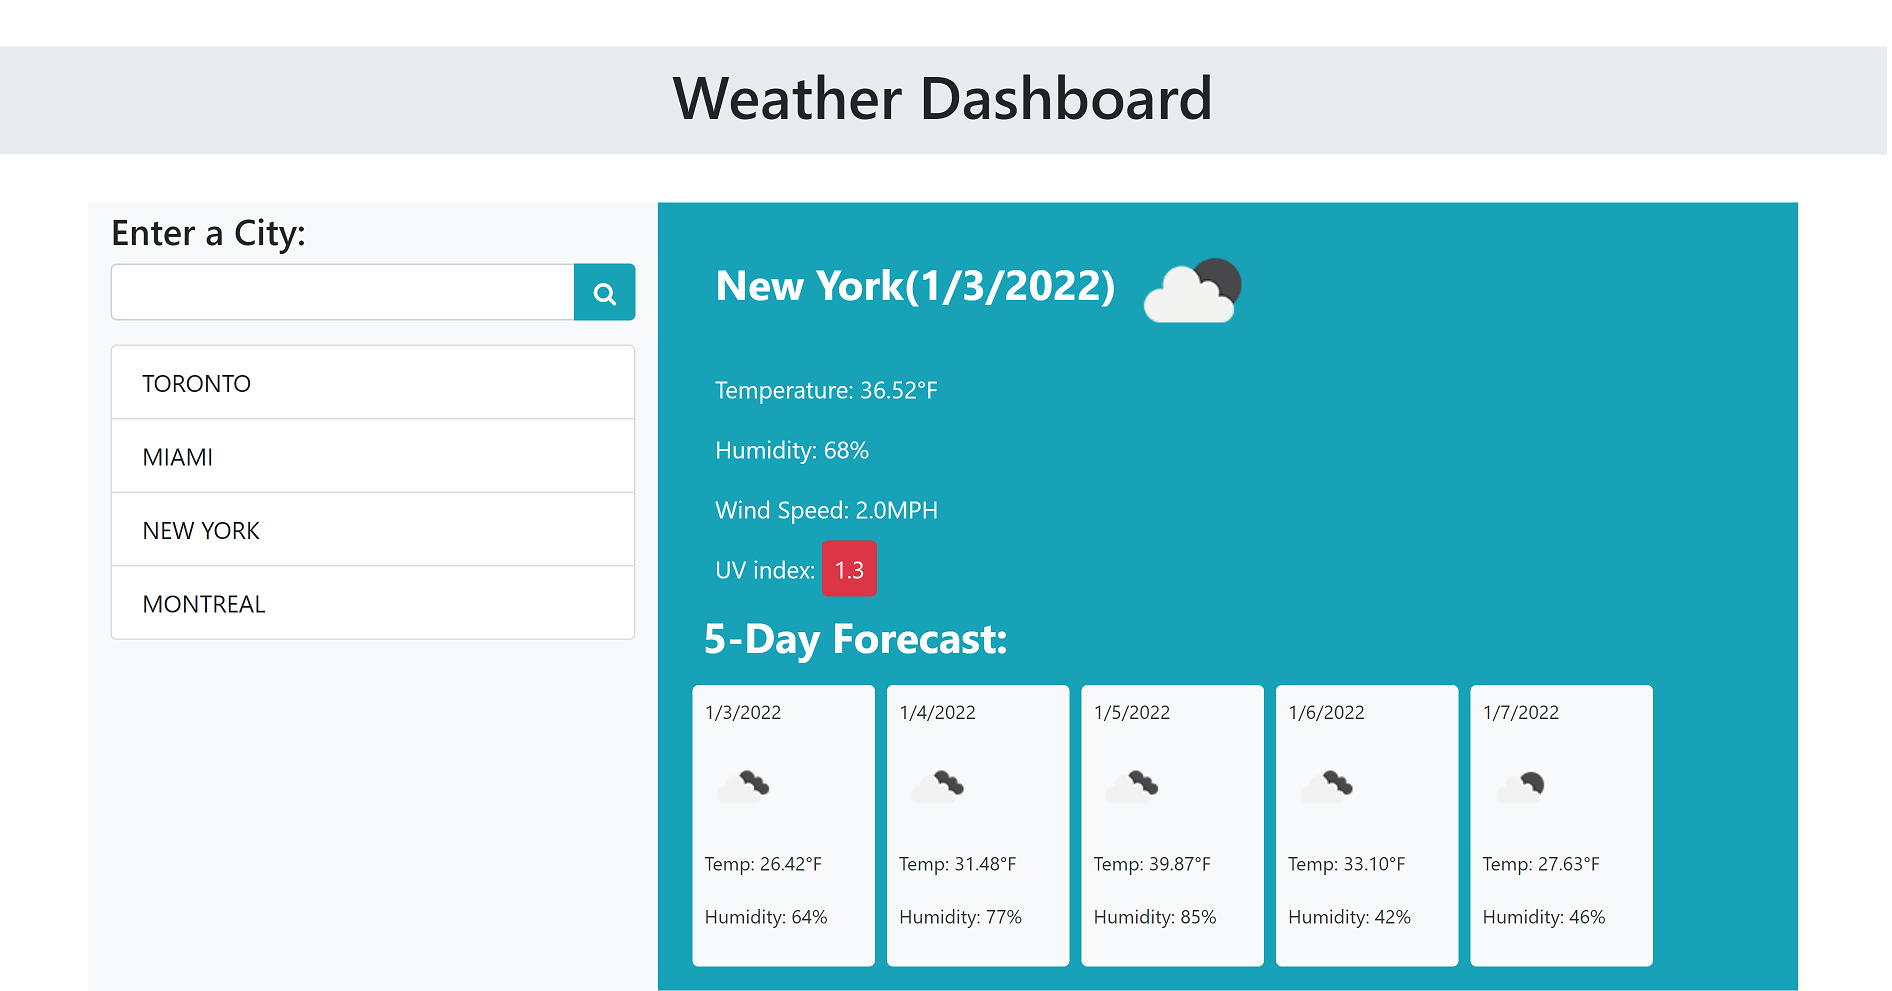 Weather Dashboard
Enter a City:
TORONTO
MIAMI
NEW YORK
MONTREAL
New York(1/3/2022)
Temperature: 36.52°F
Humidity: 68%
Wind Speed: 2.0MPH
UV index: 1.3
5-Day Forecast:
1/3/2022
Temp: 26.42°F
Humidity: 64%
1/4/2022
Temp: 31.48°F
Humidity: 77%
1/5/2022
Temp: 39.87°F
Humidity: 85%
1/6/2022
Temp: 33.10°F
Humidity: 42%
1/7/2022
Temp: 27.63°F
Humidity: 46%